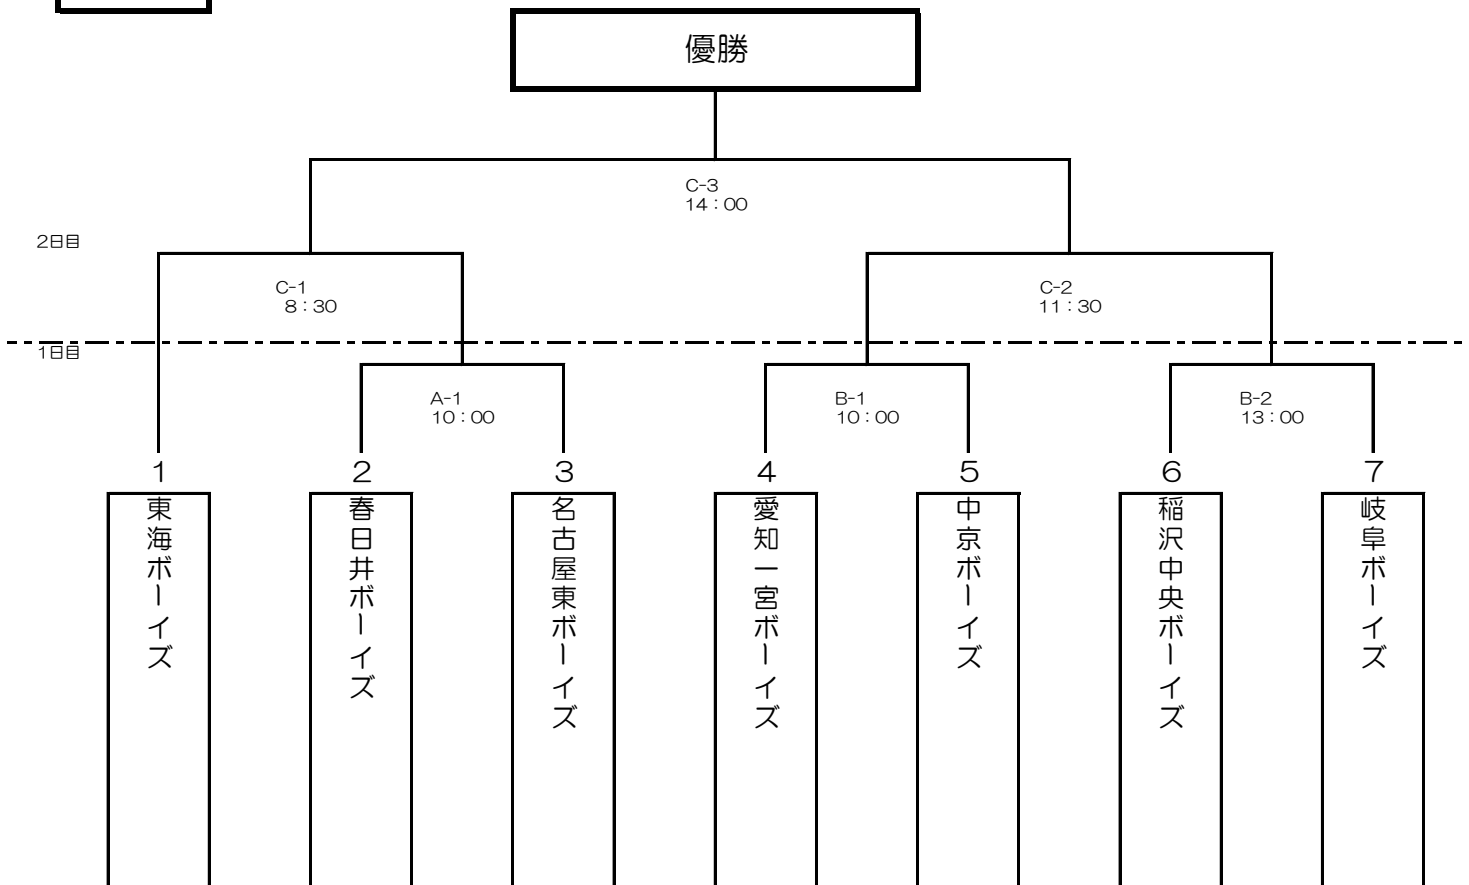 優勝
C-3
14：00
2日目
C-1
8：30
C-2
11：30
1日目
A-1
10：00
B-1
10：00
B-2
13：00
1
2
3
4
5
6
7
東海ボーイズ
春日井ボーイズ
名古屋東ボーイズ
愛知一宮ボーイズ
中京ボーイズ
稲沢中央ボーイズ
岐阜ボーイズ